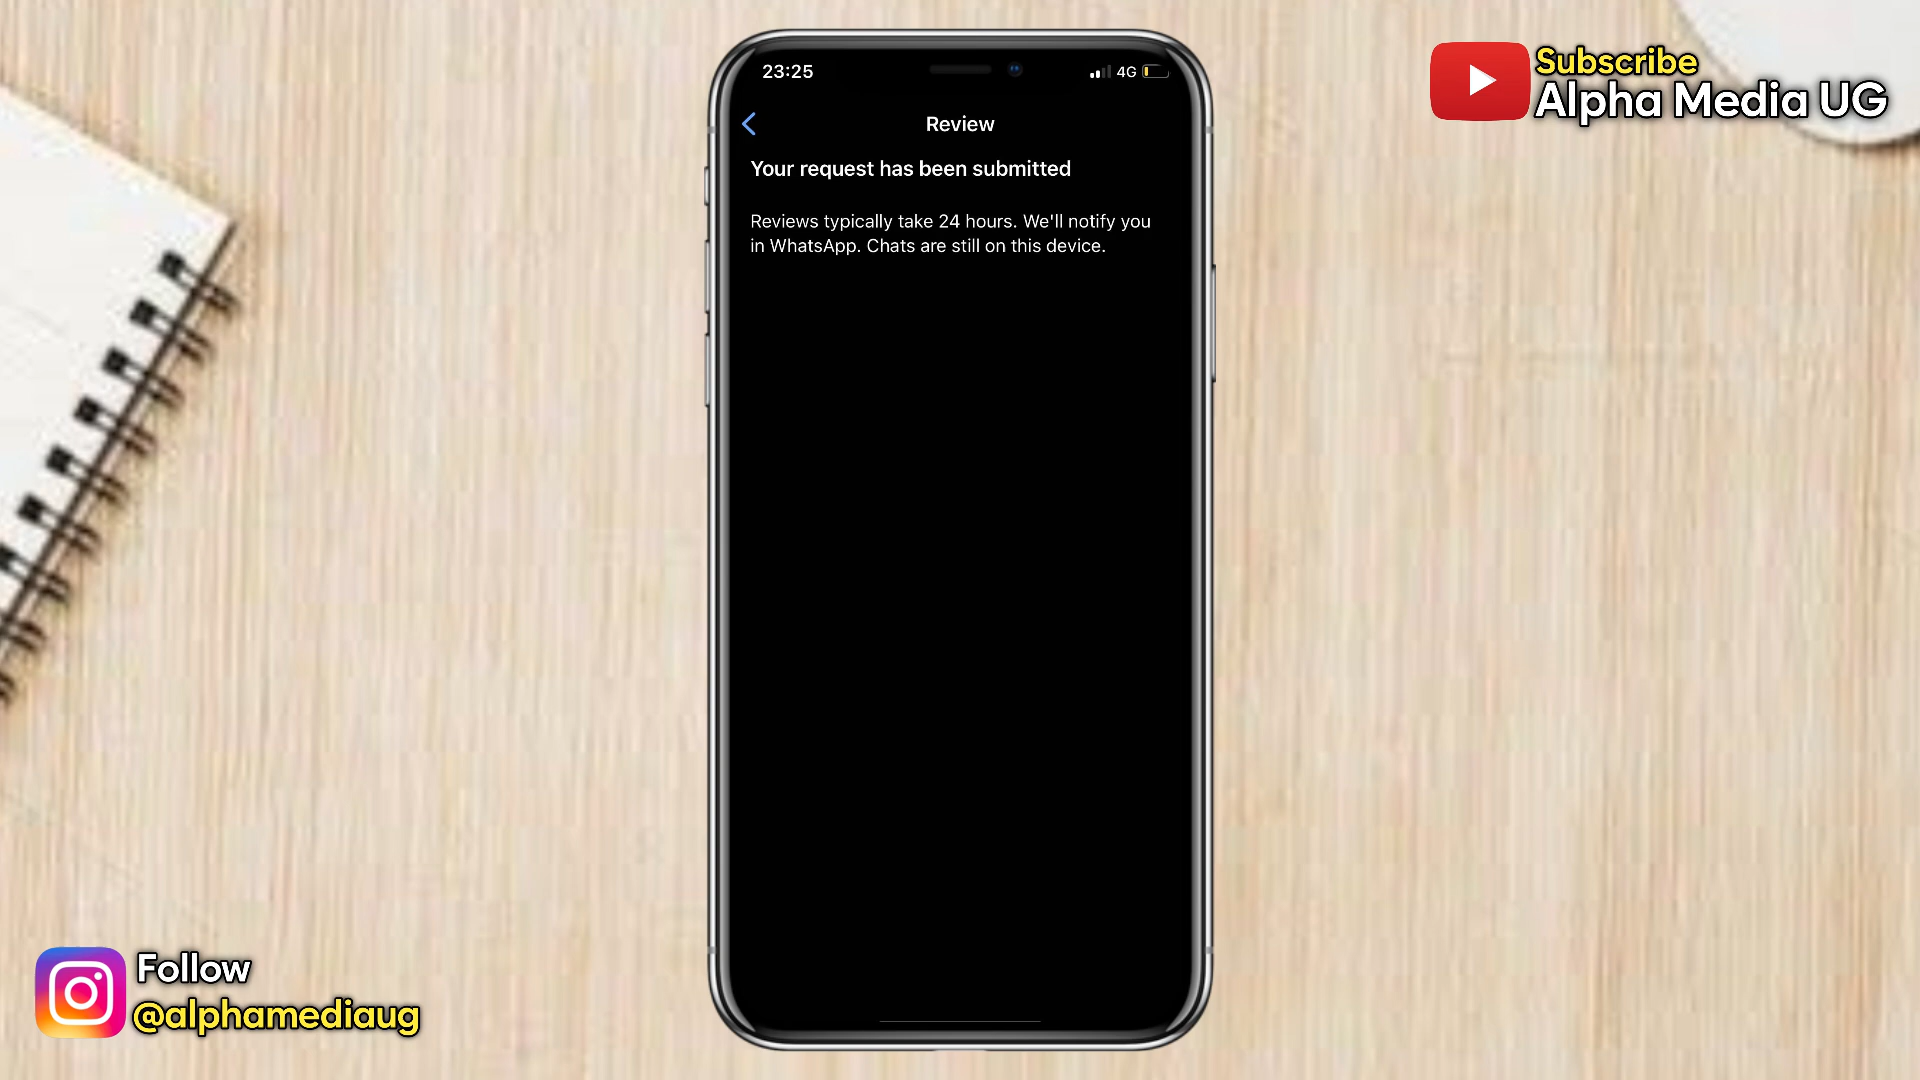 23:25
4G
Review
Your request has been submitted
Reviews typically take 24 hours. We'll notify you
in WhatsApp. Chats are still on this device.
Subscribe
Alpha Media UG
Follow
@alphamediaug